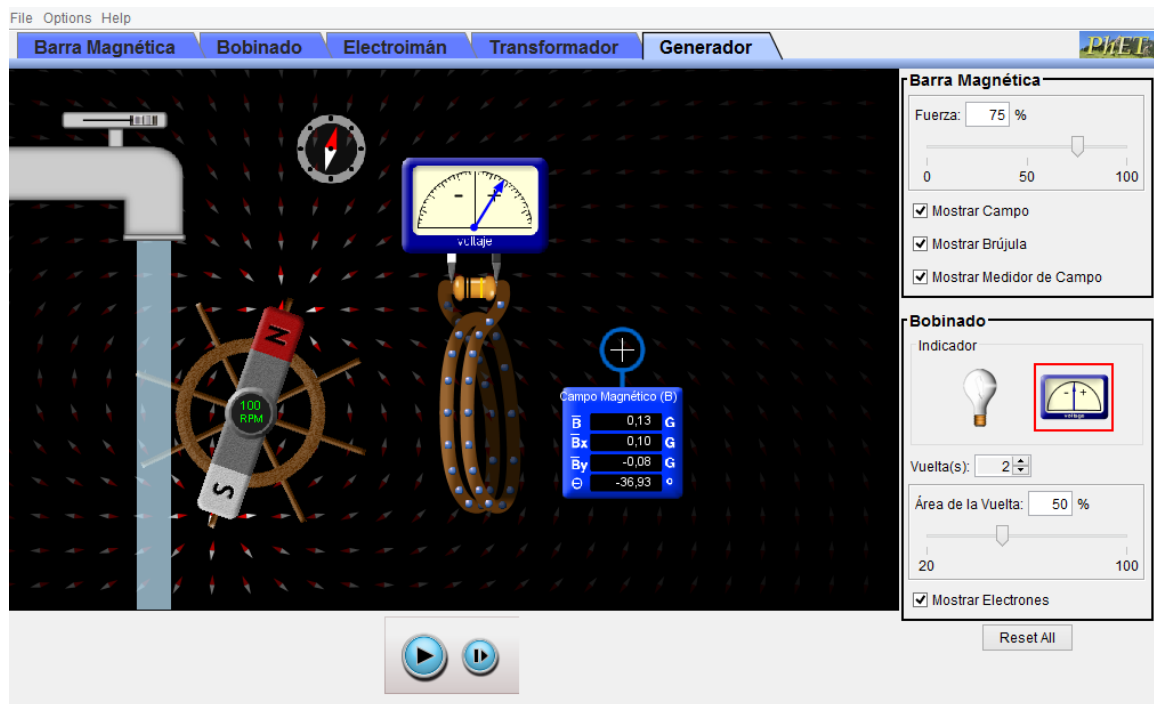 File Options Help
Barra Magnética Bobinado Electroimán Transformador Generador
PhET
Barra Magnética
Fuerza: 75 %
0 50 100
Mostrar Campo
Mostrar Brújula
Mostrar Medidor de Campo
Bobinado
Indicador
- +
voltaje
Vuelta(s): 2
Área de la Vuelta: 50 %
20 100
Mostrar Electrones
Reset All
- +
voltaje
N
100
RPM
S
Campo Magnético (B)
B 0,13 G
Bx 0,10 G
By -0,08 G
Θ -36,93 º